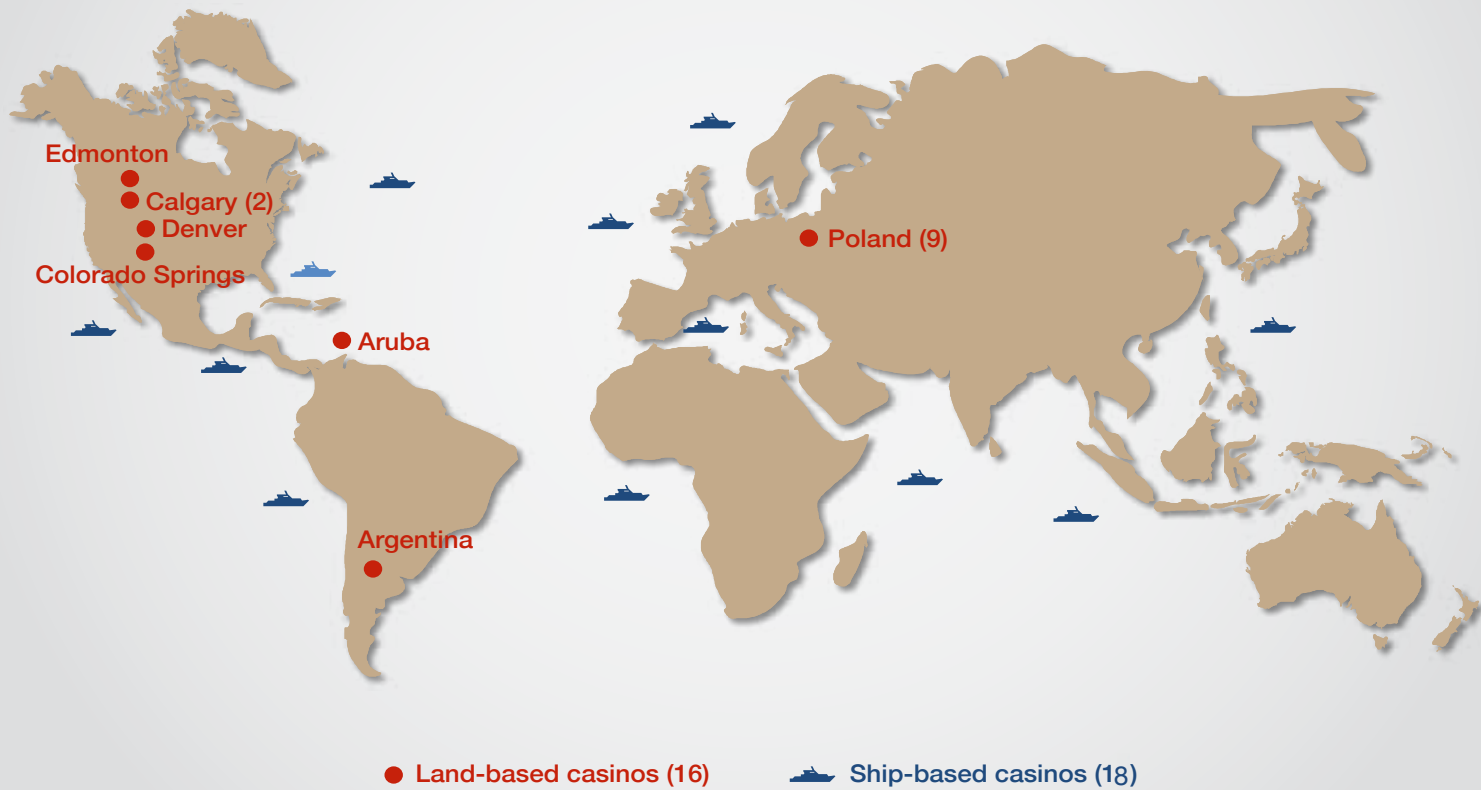 Edmonton
Calgary (2)
Denver
Poland (9)
Colorado Springs
Aruba
Argentina
Land-based casinos (16)
Ship-based casinos (18)